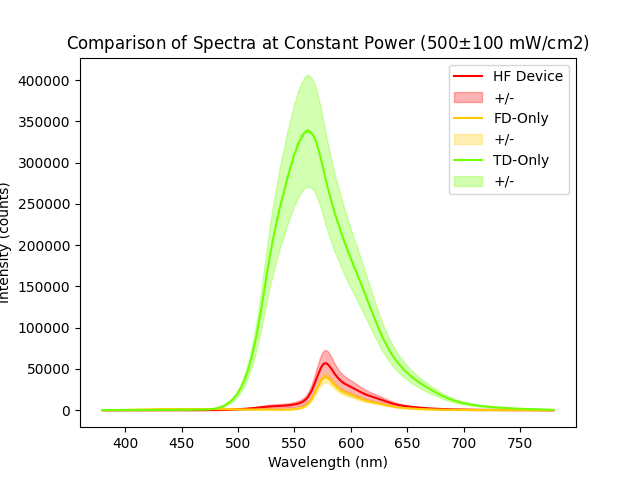 Comparison of Spectra at Constant Power (500±100 mW/cm2)
HF Device
+/-
FD-Only
+/-
TD-Only
+/-
400000
350000
300000
250000
200000
150000
100000
50000
0
Intensity (counts)
400 450 500 550 600 650 700 750
Wavelength (nm)